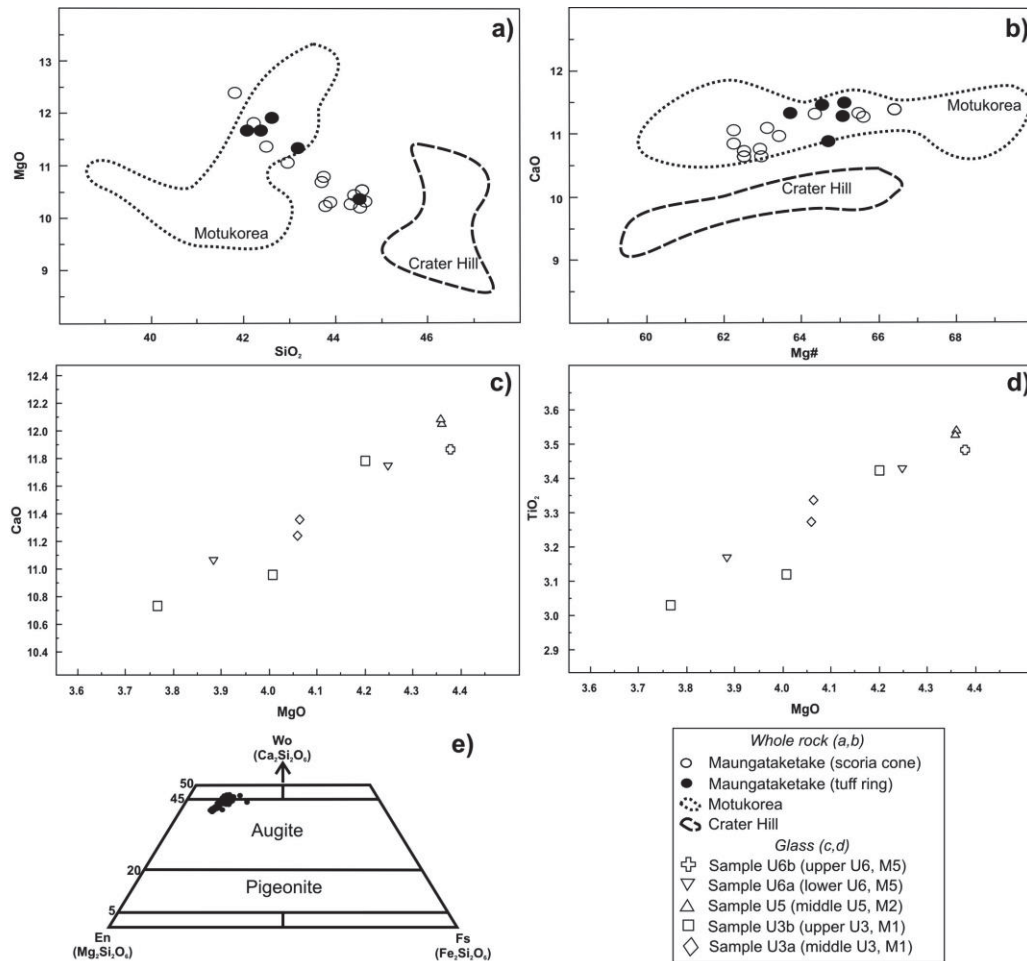 a)
MgO
13
12
11
10
9
Motukorea
Crater Hill
40 42 44 46
SiO₂
b)
CaO
12
11
10
9
Motukorea
Crater Hill
60 62 64 66 68
Mg#
c)
CaO
12.4
12.2
12.0
11.8
11.6
11.4
11.2
11.0
10.8
10.6
10.4
3.6 3.7 3.8 3.9 4.0 4.1 4.2 4.3 4.4
MgO
d)
TiO₂
3.6
3.5
3.4
3.3
3.2
3.1
3.0
2.9
3.6 3.7 3.8 3.9 4.0 4.1 4.2 4.3 4.4
MgO
e)
Wo
(Ca₂Si₂O₆)
50
45
Augite
20
Pigeonite
5
En
(Mg₂Si₂O₆)
Fs
(Fe₂Si₂O₆)
Whole rock (a,b)
Maungataketake (scoria cone)
Maungataketake (tuff ring)
Motukorea
Crater Hill
Glass (c,d)
Sample U6b (upper U6, M5)
Sample U6a (lower U6, M5)
Sample U5 (middle U5, M2)
Sample U3b (upper U3, M1)
Sample U3a (middle U3, M1)